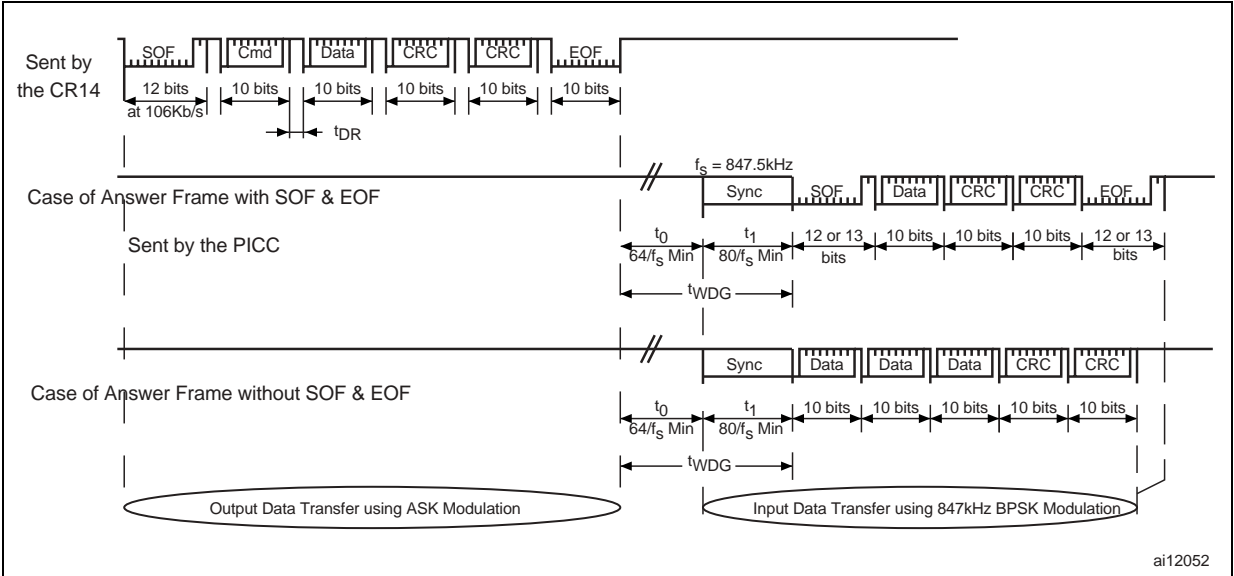 SOF Cmd Data CRC CRC EOF
Sent by
the CR14
12 bits 10 bits 10 bits 10 bits 10 bits 10 bits
at 106Kb/s
tDR
fs = 847.5kHz
Sync SOF Data CRC CRC EOF
Case of Answer Frame with SOF & EOF
Sent by the PICC
t0 t1 12 or 13 10 bits 10 bits 10 bits 12 or 13
64/fs Min 80/fs Min bits bits
tWDG
Sync Data Data Data CRC CRC
Case of Answer Frame without SOF & EOF
t0 t1 10 bits 10 bits 10 bits 10 bits 10 bits
64/fs Min 80/fs Min
tWDG
Output Data Transfer using ASK Modulation Input Data Transfer using 847kHz BPSK Modulation
ai12052